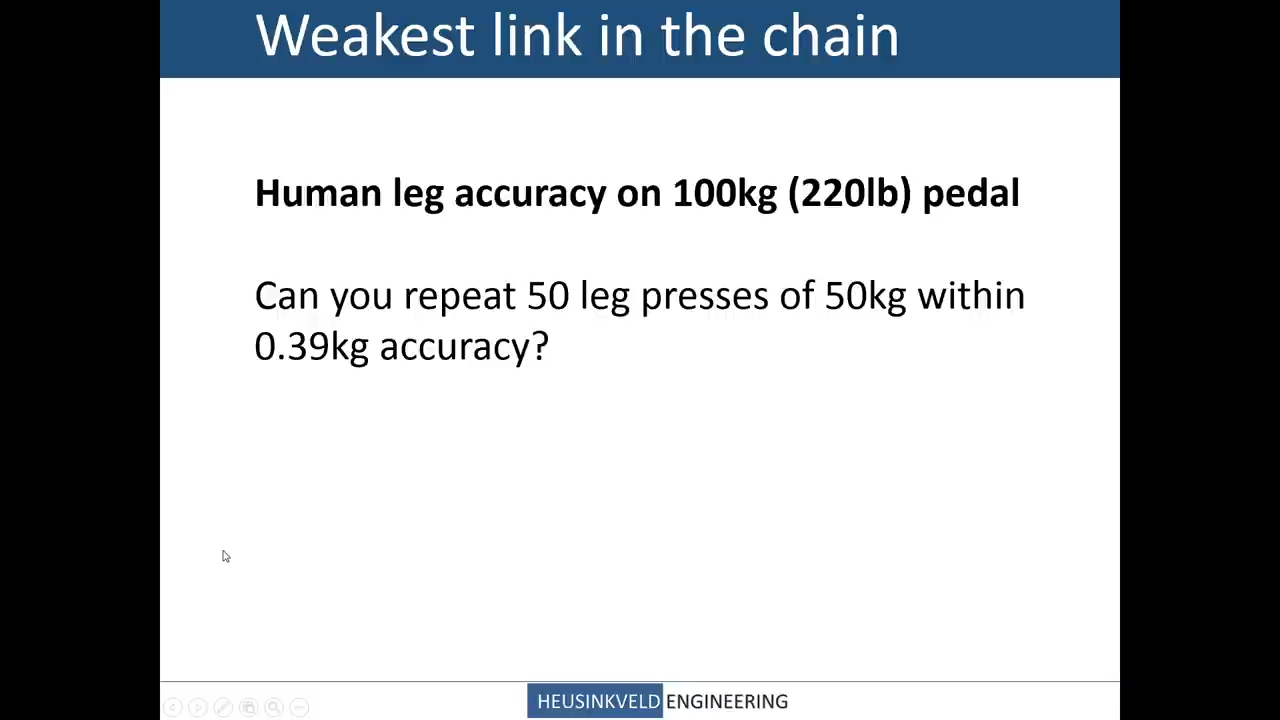 Weakest link in the chain
Human leg accuracy on 100kg (220lb) pedal
Can you repeat 50 leg presses of 50kg within
0.39kg accuracy?
HEUSINKVELD ENGINEERING